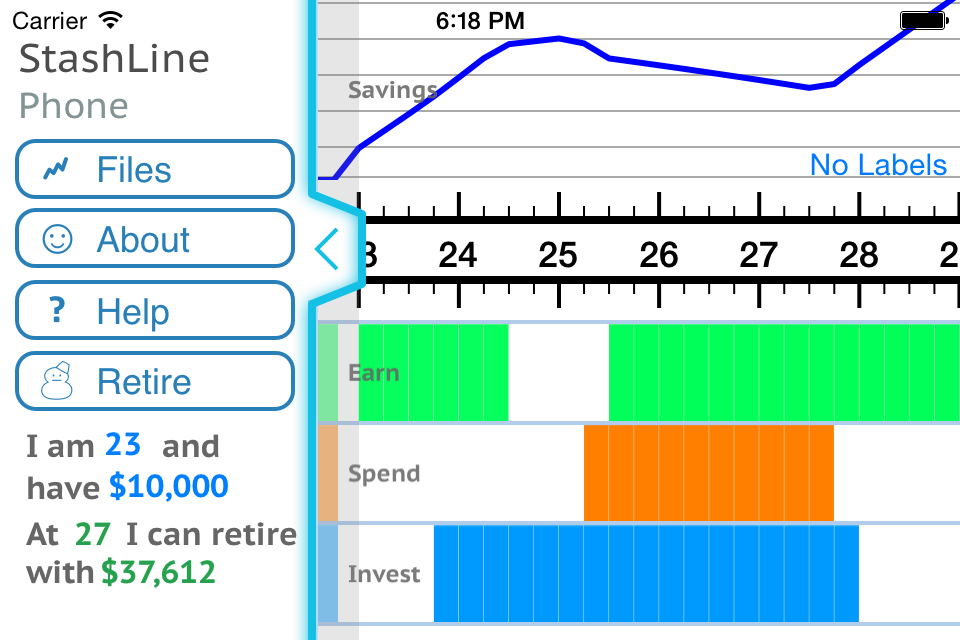 Carrier 6:18 PM
StashLine
Phone
Files
About
? Help
Retire
I am 23 and
have $10,000
At 27 I can retire
with $37,612
Savings
No Labels
3 24 25 26 27 28 2
Earn
Spend
Invest